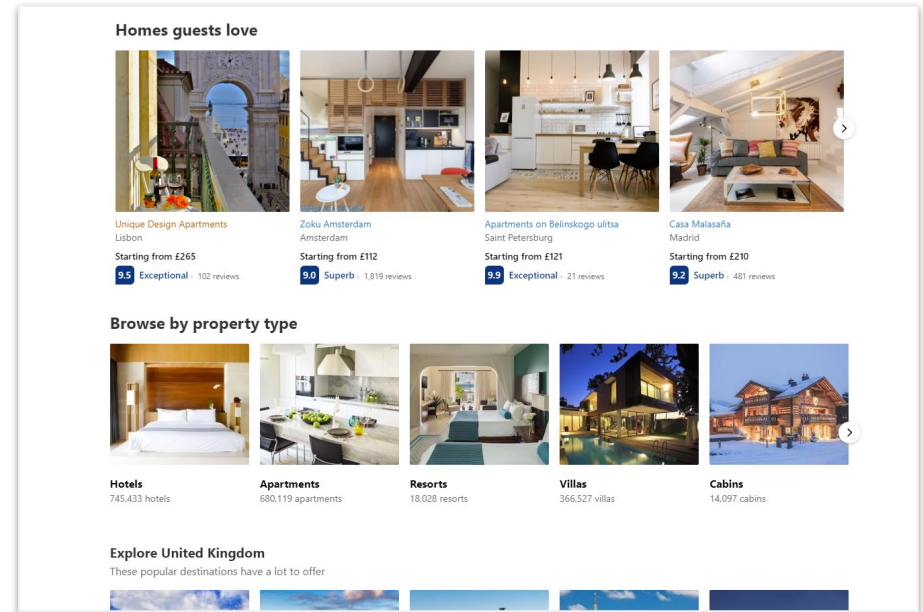 Homes guests love
Unique Design Apartments
Lisbon
Starting from £265
9.5 Exceptional · 102 reviews
Zoku Amsterdam
Amsterdam
Starting from £112
9.0 Superb · 1,819 reviews
Apartments on Belinskogo ulitsa
Saint Petersburg
Starting from £121
9.9 Exceptional · 21 reviews
Casa Malasaña
Madrid
Starting from £210
9.2 Superb · 481 reviews
Browse by property type
Hotels
745,433 hotels
Apartments
680,119 apartments
Resorts
18,028 resorts
Villas
366,527 villas
Cabins
14,097 cabins
Explore United Kingdom
These popular destinations have a lot to offer